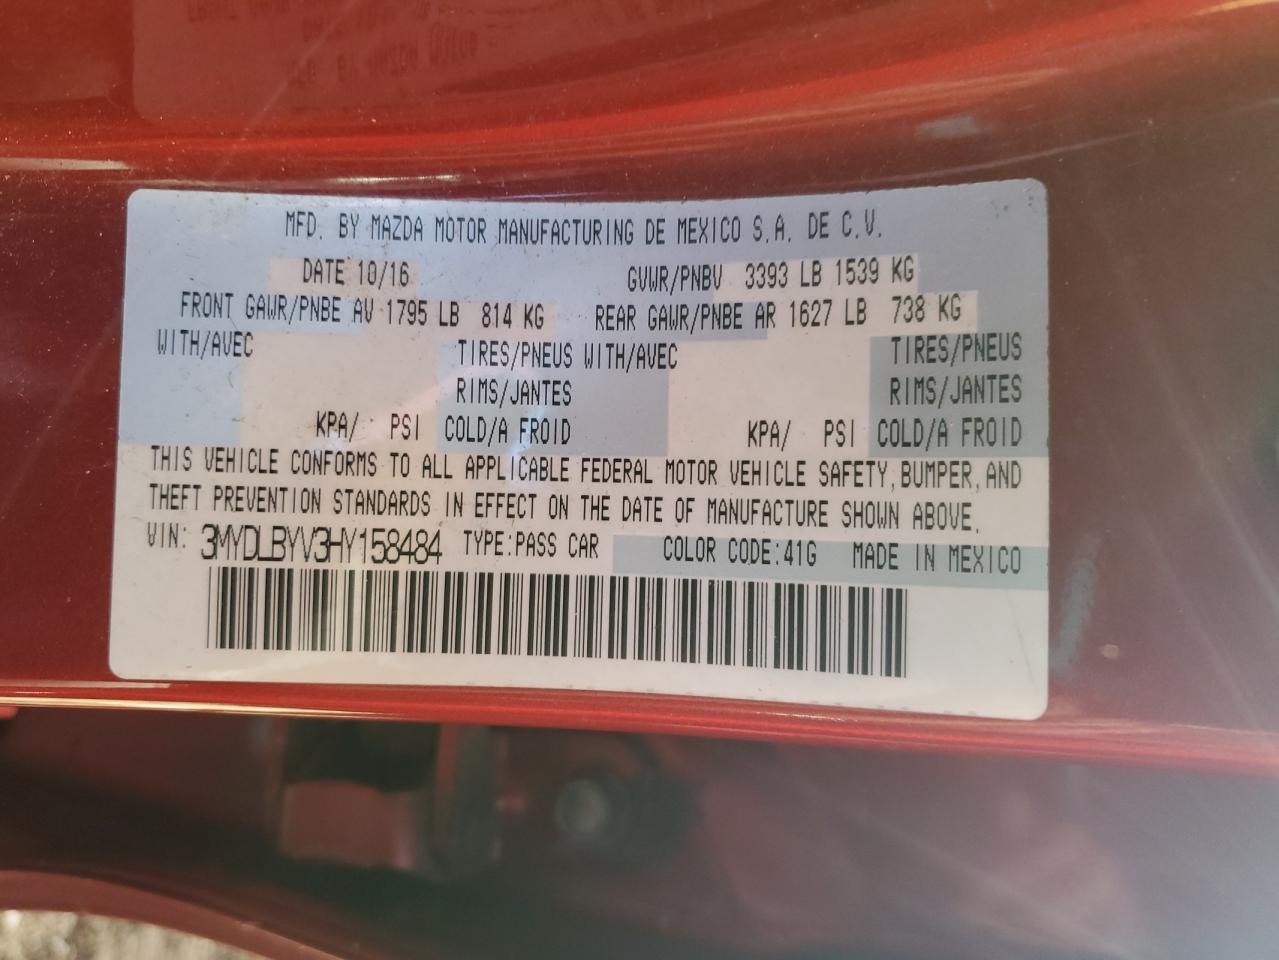 MFD. BY MAZDA MOTOR MANUFACTURING DE MEXICO S.A. DE C.V.
DATE 10/16 GVWR/PNBV 3393 LB 1539 KG
FRONT GAWR/PNBE AV 1795 LB 814 KG REAR GAWR/PNBE AR 1627 LB 738 KG
WITH/AVEC TIRES/PNEUS WITH/AVEC TIRES/PNEUS
RIMS/JANTES RIMS/JANTES
KPA/ PSI COLD/A FROID KPA/ PSI COLD/A FROID
THIS VEHICLE CONFORMS TO ALL APPLICABLE FEDERAL MOTOR VEHICLE SAFETY, BUMPER, AND
THEFT PREVENTION STANDARDS IN EFFECT ON THE DATE OF MANUFACTURE SHOWN ABOVE.
VIN: 3MYDLBYV3HY158484 TYPE:PASS CAR COLOR CODE:41G MADE IN MEXICO